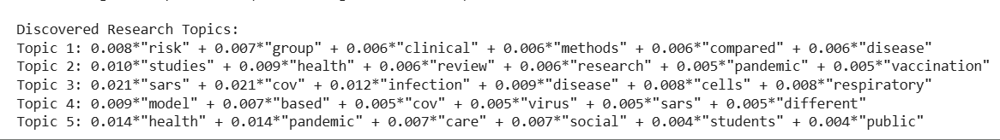 Discovered Research Topics:
Topic 1: 0.008*"risk" + 0.007*"group" + 0.006*"clinical" + 0.006*"methods" + 0.006*"compared" + 0.006*"disease"
Topic 2: 0.010*"studies" + 0.009*"health" + 0.006*"review" + 0.006*"research" + 0.005*"pandemic" + 0.005*"vaccination"
Topic 3: 0.021*"sars" + 0.021*"cov" + 0.012*"infection" + 0.009*"disease" + 0.008*"cells" + 0.008*"respiratory"
Topic 4: 0.009*"model" + 0.007*"based" + 0.005*"cov" + 0.005*"virus" + 0.005*"sars" + 0.005*"different"
Topic 5: 0.014*"health" + 0.014*"pandemic" + 0.007*"care" + 0.007*"social" + 0.004*"students" + 0.004*"public"